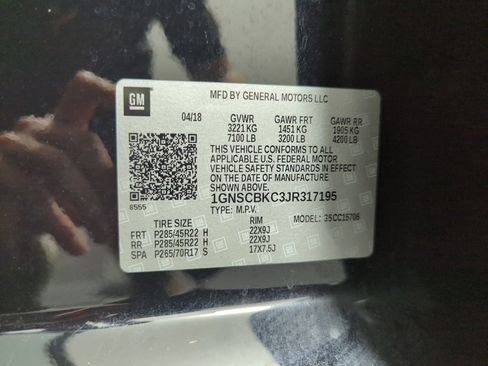 GM
MFD BY GENERAL MOTORS LLC
04/18 GVWR GAWR FRT GAWR RR
3221 KG 1451 KG 1905 KG
7100 LB 3200 LB 4200 LB
THIS VEHICLE CONFORMS TO ALL
APPLICABLE U.S. FEDERAL MOTOR
VEHICLE SAFETY STANDARDS IN EFFECT
ON THE DATE OF MANUFACTURE
SHOWN ABOVE.
1GNSCBKC3JR317195
8555 TYPE: M.P.V. MODEL: 35CC15706
TIRE SIZE RIM
FRT P285/45R22 H 22X9J
RR P285/45R22 H 22X9J
SPA P265/70R17 S 17X7.5J